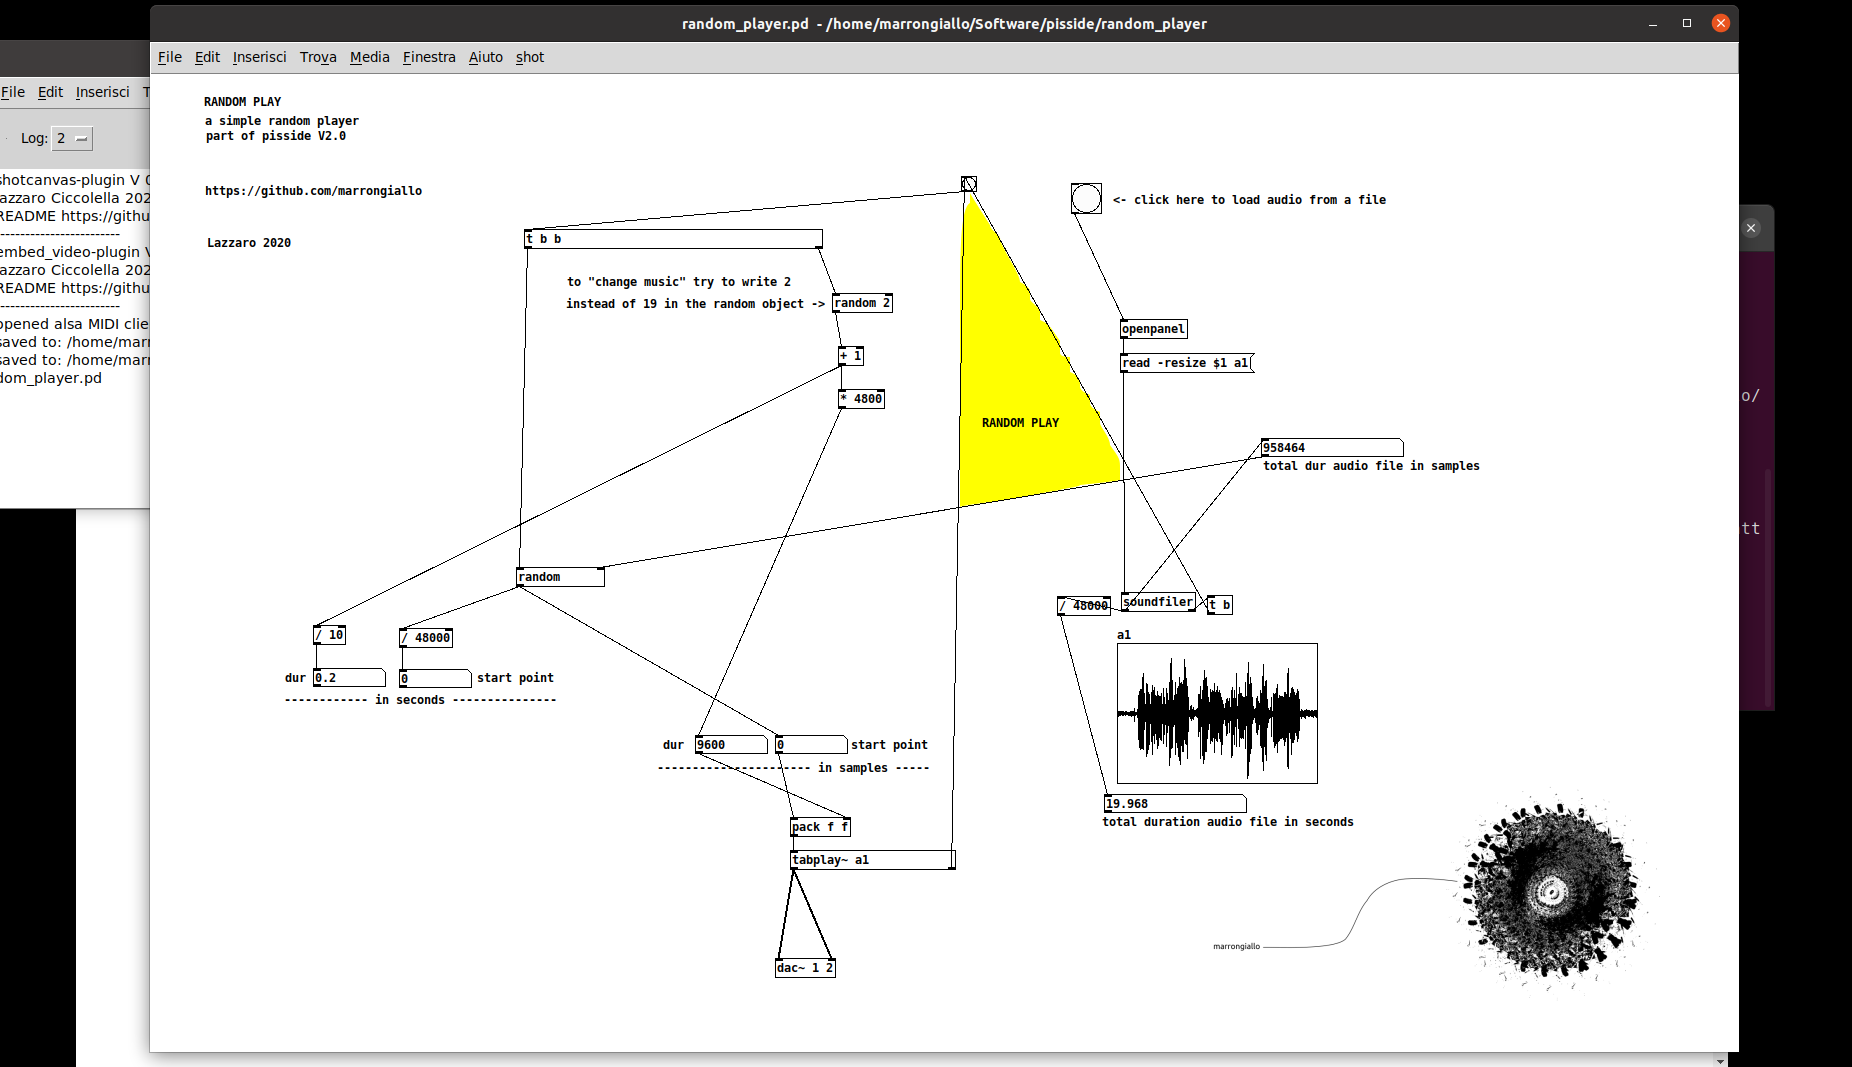 random_player.pd - /home/marrongiallo/Software/pisside/random_player
File Edit Inserisci Trova Media Finestra Aiuto shot
File Edit Inserisci T
Log: 2
shotcanvas-plugin V
azzaro Ciccolella 202
README https://githu
------------------------
embed_video-plugin V
azzaro Ciccolella 202
README https://githu
------------------------
opened alsa MIDI clie
saved to: /home/marr
saved to: /home/marr
dom_player.pd
RANDOM PLAY
a simple random player
part of pisside V2.0
https://github.com/marrongiallo
Lazzaro 2020
<- click here to load audio from a file
t b b
to "change music" try to write 2
instead of 19 in the random object ->
random 2
openpanel
+ 1
read -resize $1 a1
* 4800
RANDOM PLAY
958464
total dur audio file in samples
random
/ 48000
soundfiler
t b
/ 10
/ 48000
a1
dur
0.2
0
start point
------------ in seconds ---------------
dur
9600
0
start point
---------------------- in samples -----
19.968
total duration audio file in seconds
pack f f
tabplay~ a1
dac~ 1 2
marrongiallo
o/
tt